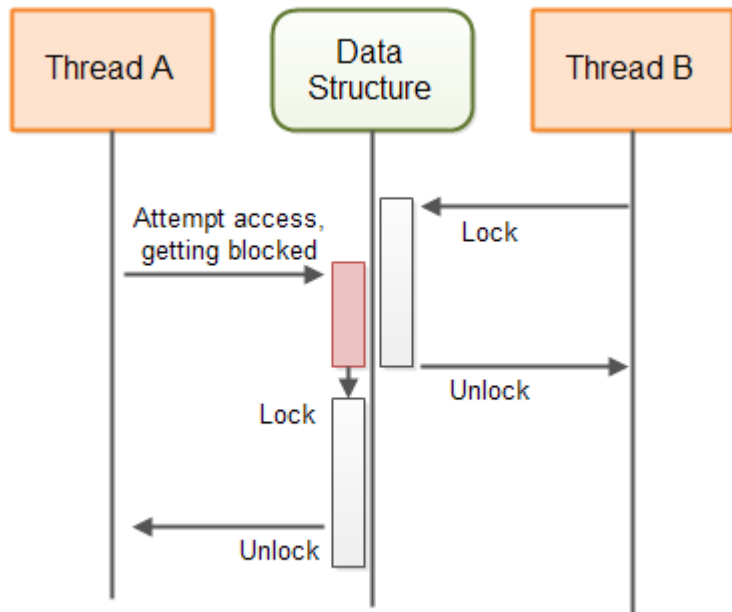 Thread A
Data
Structure
Thread B
Attempt access,
getting blocked
Lock
Unlock
Lock
Unlock